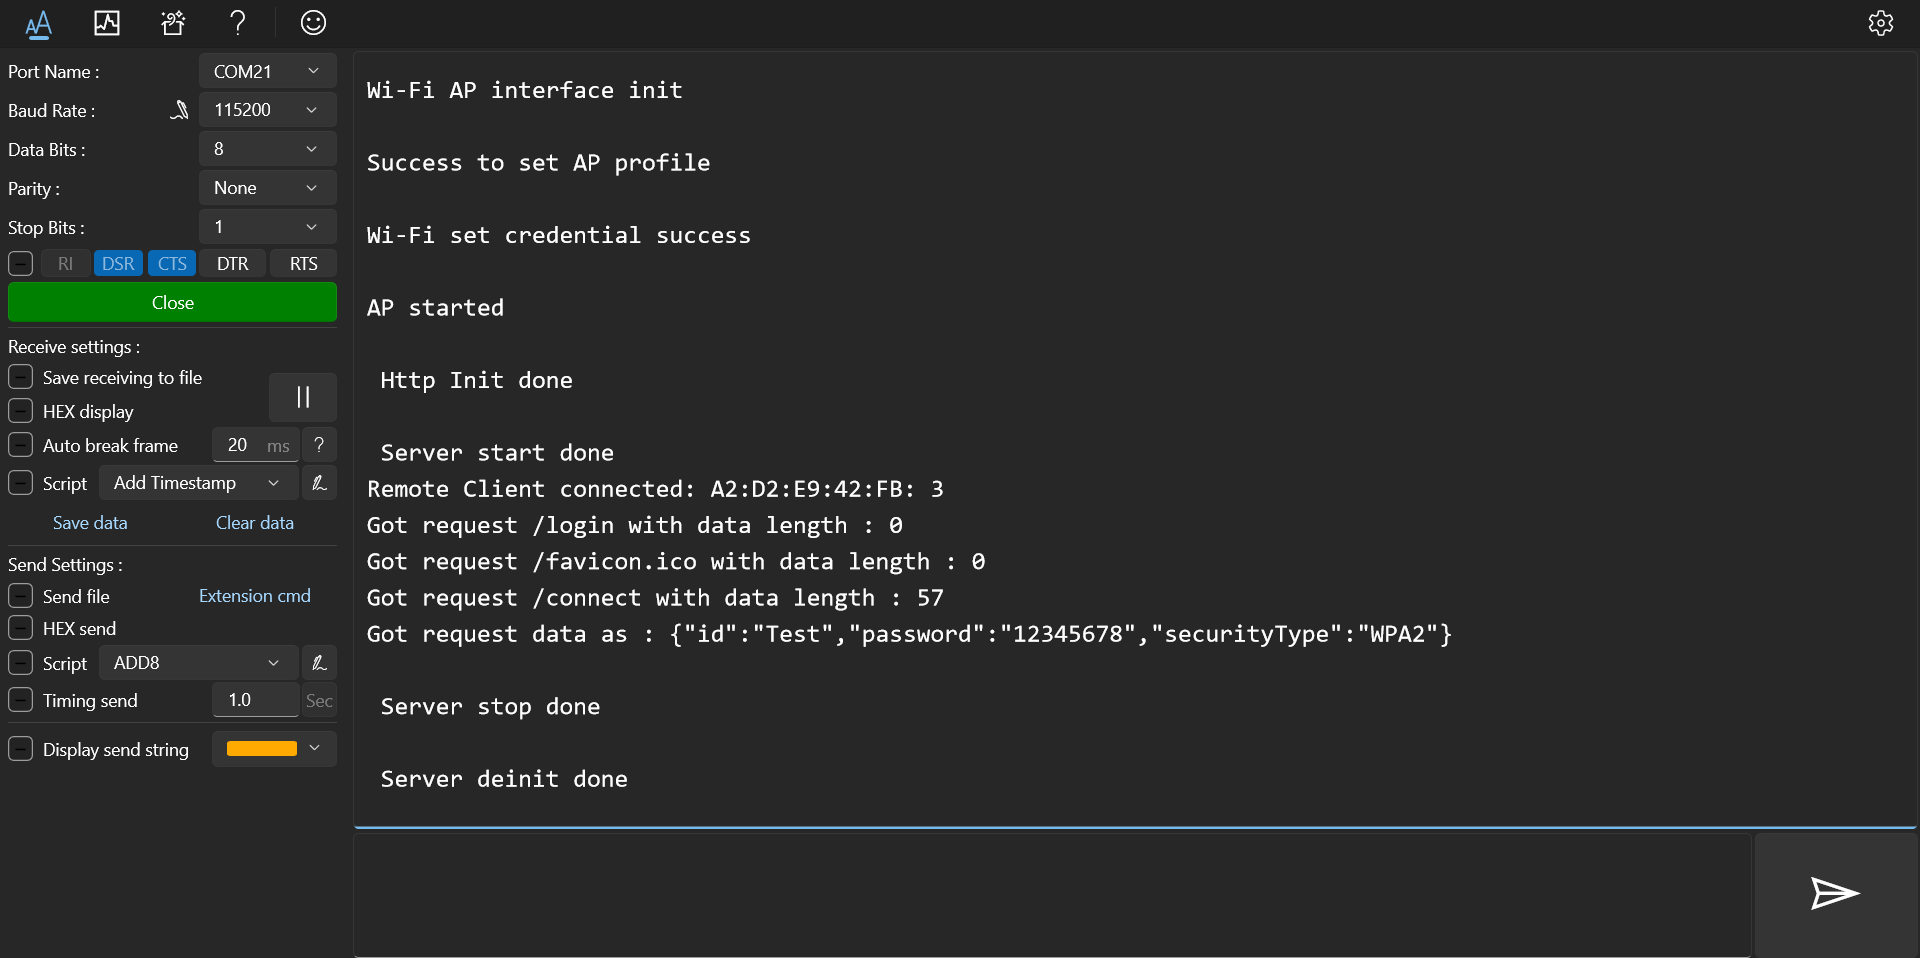 Port Name :
COM21
Baud Rate :
115200
Data Bits :
8
Parity :
None
Stop Bits :
1
RI
DSR
CTS
DTR
RTS
Close
Receive settings :
Save receiving to file
HEX display
Auto break frame
20 ms
?
Script
Add Timestamp
Save data
Clear data
Send Settings :
Send file
Extension cmd
HEX send
Script
ADD8
Timing send
1.0
Sec
Display send string
Wi-Fi AP interface init
Success to set AP profile
Wi-Fi set credential success
AP started
Http Init done
Server start done
Remote Client connected: A2:D2:E9:42:FB: 3
Got request /login with data length : 0
Got request /favicon.ico with data length : 0
Got request /connect with data length : 57
Got request data as : {"id":"Test","password":"12345678","securityType":"WPA2"}
Server stop done
Server deinit done